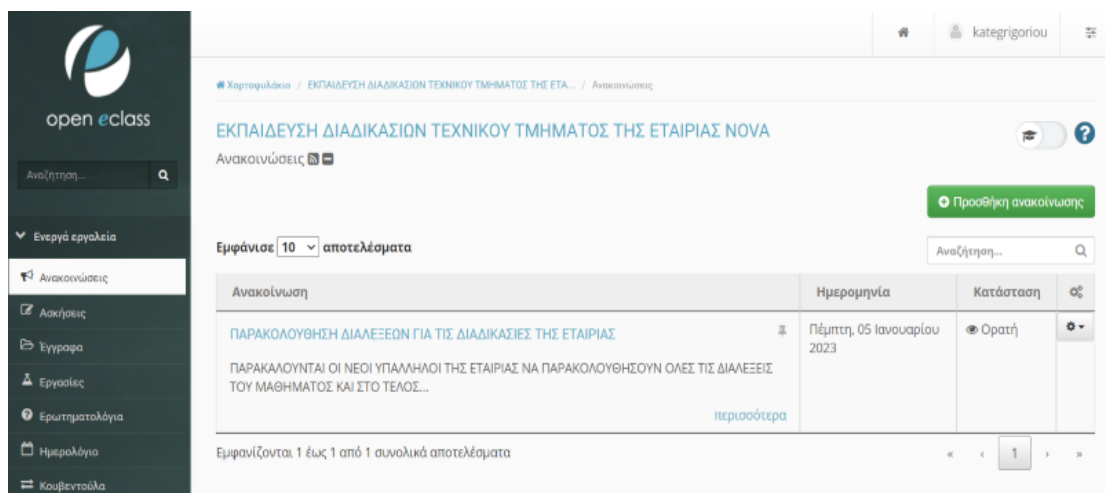 open eclass
Αναζήτηση...
Ενεργά εργαλεία
Ανακοινώσεις
Ασκήσεις
Έγγραφα
Εργασίες
Ερωτηματολόγια
Ημερολόγιο
Κουβεντούλα
kategrigoriou
Χαρτοφυλάκιο / ΕΚΠΑΙΔΕΥΣΗ ΔΙΑΔΙΚΑΣΙΩΝ ΤΕΧΝΙΚΟΥ ΤΜΗΜΑΤΟΣ ΤΗΣ ΕΤΑ... / Ανακοινώσεις
ΕΚΠΑΙΔΕΥΣΗ ΔΙΑΔΙΚΑΣΙΩΝ ΤΕΧΝΙΚΟΥ ΤΜΗΜΑΤΟΣ ΤΗΣ ΕΤΑΙΡΙΑΣ NOVA
Ανακοινώσεις
Προσθήκη ανακοίνωσης
Εμφάνισε 10 αποτελέσματα
Αναζήτηση...
Ανακοίνωση Ημερομηνία Κατάσταση
ΠΑΡΑΚΟΛΟΥΘΗΣΗ ΔΙΑΛΕΞΕΩΝ ΓΙΑ ΤΙΣ ΔΙΑΔΙΚΑΣΙΕΣ ΤΗΣ ΕΤΑΙΡΙΑΣ
Πέμπτη, 05 Ιανουαρίου
2023
Ορατή
ΠΑΡΑΚΑΛΟΥΝΤΑΙ ΟΙ ΝΕΟΙ ΥΠΑΛΛΗΛΟΙ ΤΗΣ ΕΤΑΙΡΙΑΣ ΝΑ ΠΑΡΑΚΟΛΟΥΘΗΣΟΥΝ ΟΛΕΣ ΤΙΣ ΔΙΑΛΕΞΕΙΣ
ΤΟΥ ΜΑΘΗΜΑΤΟΣ ΚΑΙ ΣΤΟ ΤΕΛΟΣ...
περισσότερα
Εμφανίζονται 1 έως 1 από 1 συνολικά αποτελέσματα
« ‹ 1 › »